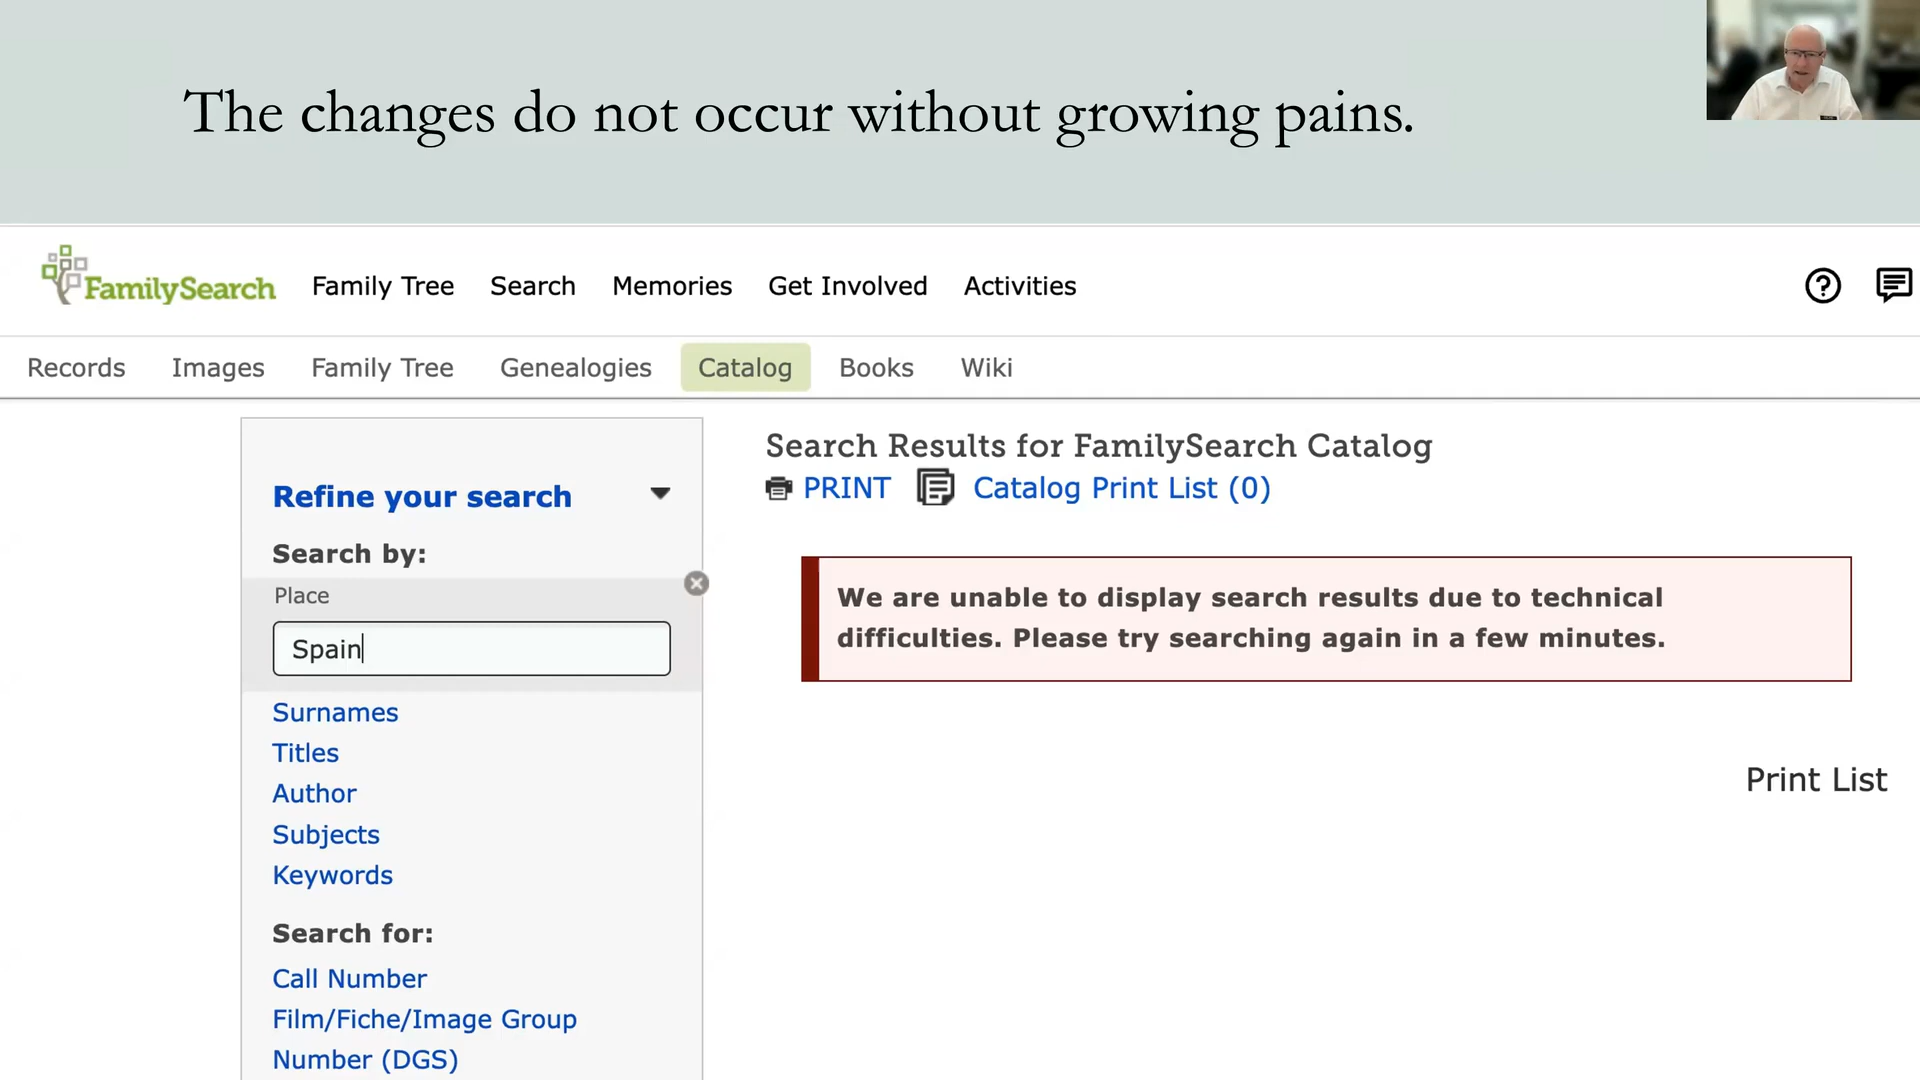 The changes do not occur without growing pains.
FamilySearch
Family Tree Search Memories Get Involved Activities
Records Images Family Tree Genealogies Catalog Books Wiki
Refine your search
Search by:
Place
Spain
Surnames
Titles
Author
Subjects
Keywords
Search for:
Call Number
Film/Fiche/Image Group
Number (DGS)
Search Results for FamilySearch Catalog
PRINT Catalog Print List (0)
We are unable to display search results due to technical
difficulties. Please try searching again in a few minutes.
Print List